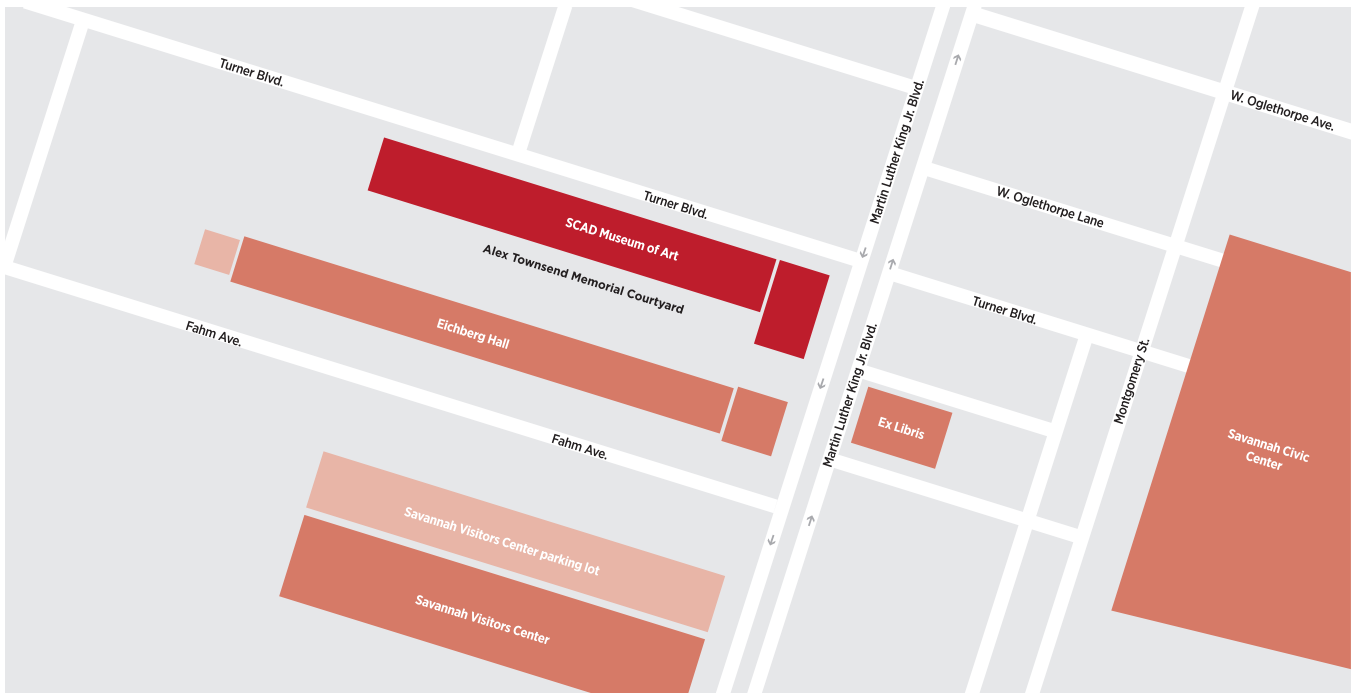 Turner Blvd.
W. Oglethorpe Ave.
Martin Luther King Jr. Blvd.
W. Oglethorpe Lane
Turner Blvd.
SCAD Museum of Art
Alex Townsend Memorial Courtyard
Turner Blvd.
Fahm Ave.
Eichberg Hall
Martin Luther King Jr. Blvd.
Montgomery St.
Ex Libris
Savannah Civic
Center
Fahm Ave.
Savannah Visitors Center parking lot
Savannah Visitors Center